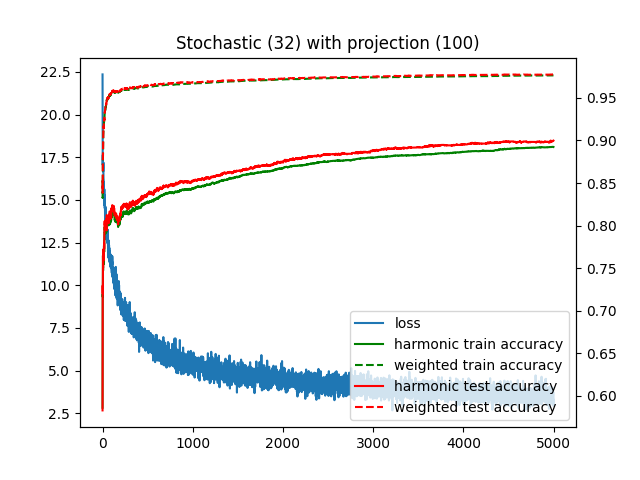 Stochastic (32) with projection (100)
22.5
20.0
17.5
15.0
12.5
10.0
7.5
5.0
2.5
0.95
0.90
0.85
0.80
0.75
0.70
0.65
0.60
loss
harmonic train accuracy
weighted train accuracy
harmonic test accuracy
weighted test accuracy
0 1000 2000 3000 4000 5000